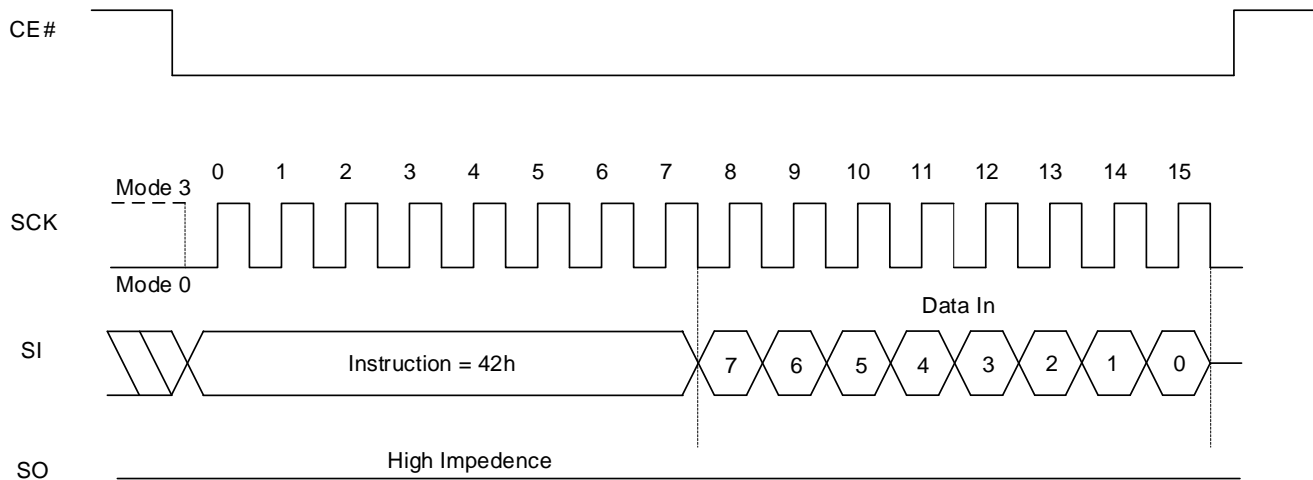 CE#
0 1 2 3 4 5 6 7 8 9 10 11 12 13 14 15
Mode 3
SCK
Mode 0
Data In
SI
Instruction = 42h
7 6 5 4 3 2 1 0
High Impedence
SO